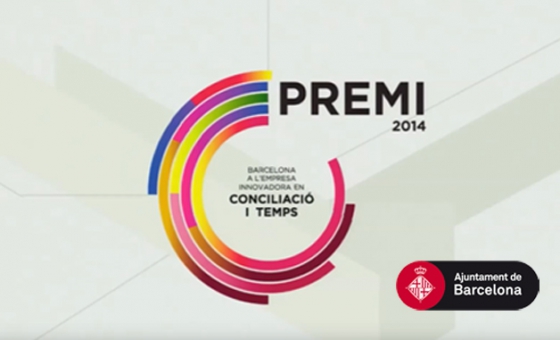 PREMI
2014
BARCELONA
A L'EMPRESA
INNOVADORA EN
CONCILIACIÓ
I TEMPS
Ajuntament de
Barcelona